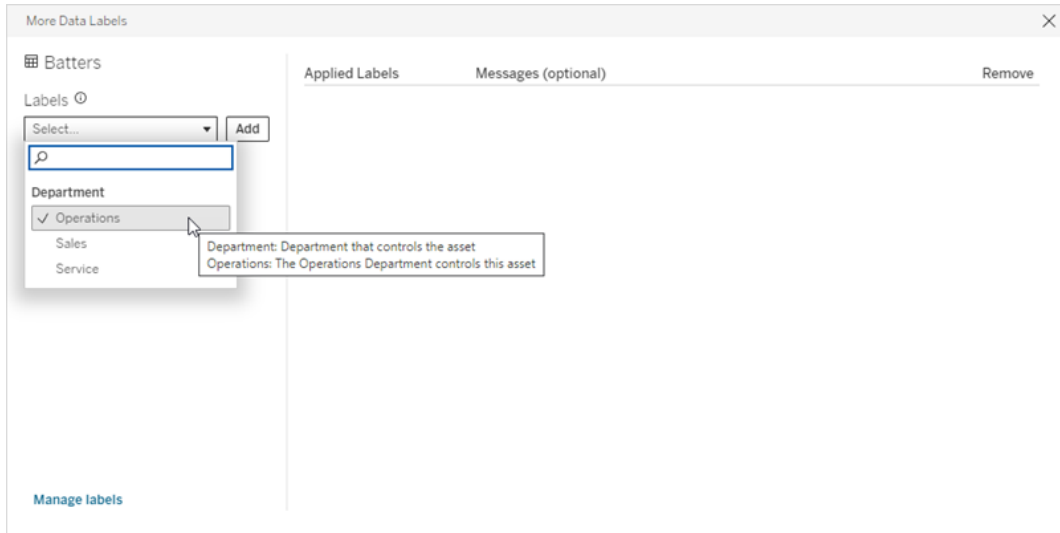 More Data Labels
Batters
Applied Labels Messages (optional) Remove
Labels
Select... Add
Department
Operations
Sales
Service
Department: Department that controls the asset
Operations: The Operations Department controls this asset
Manage labels